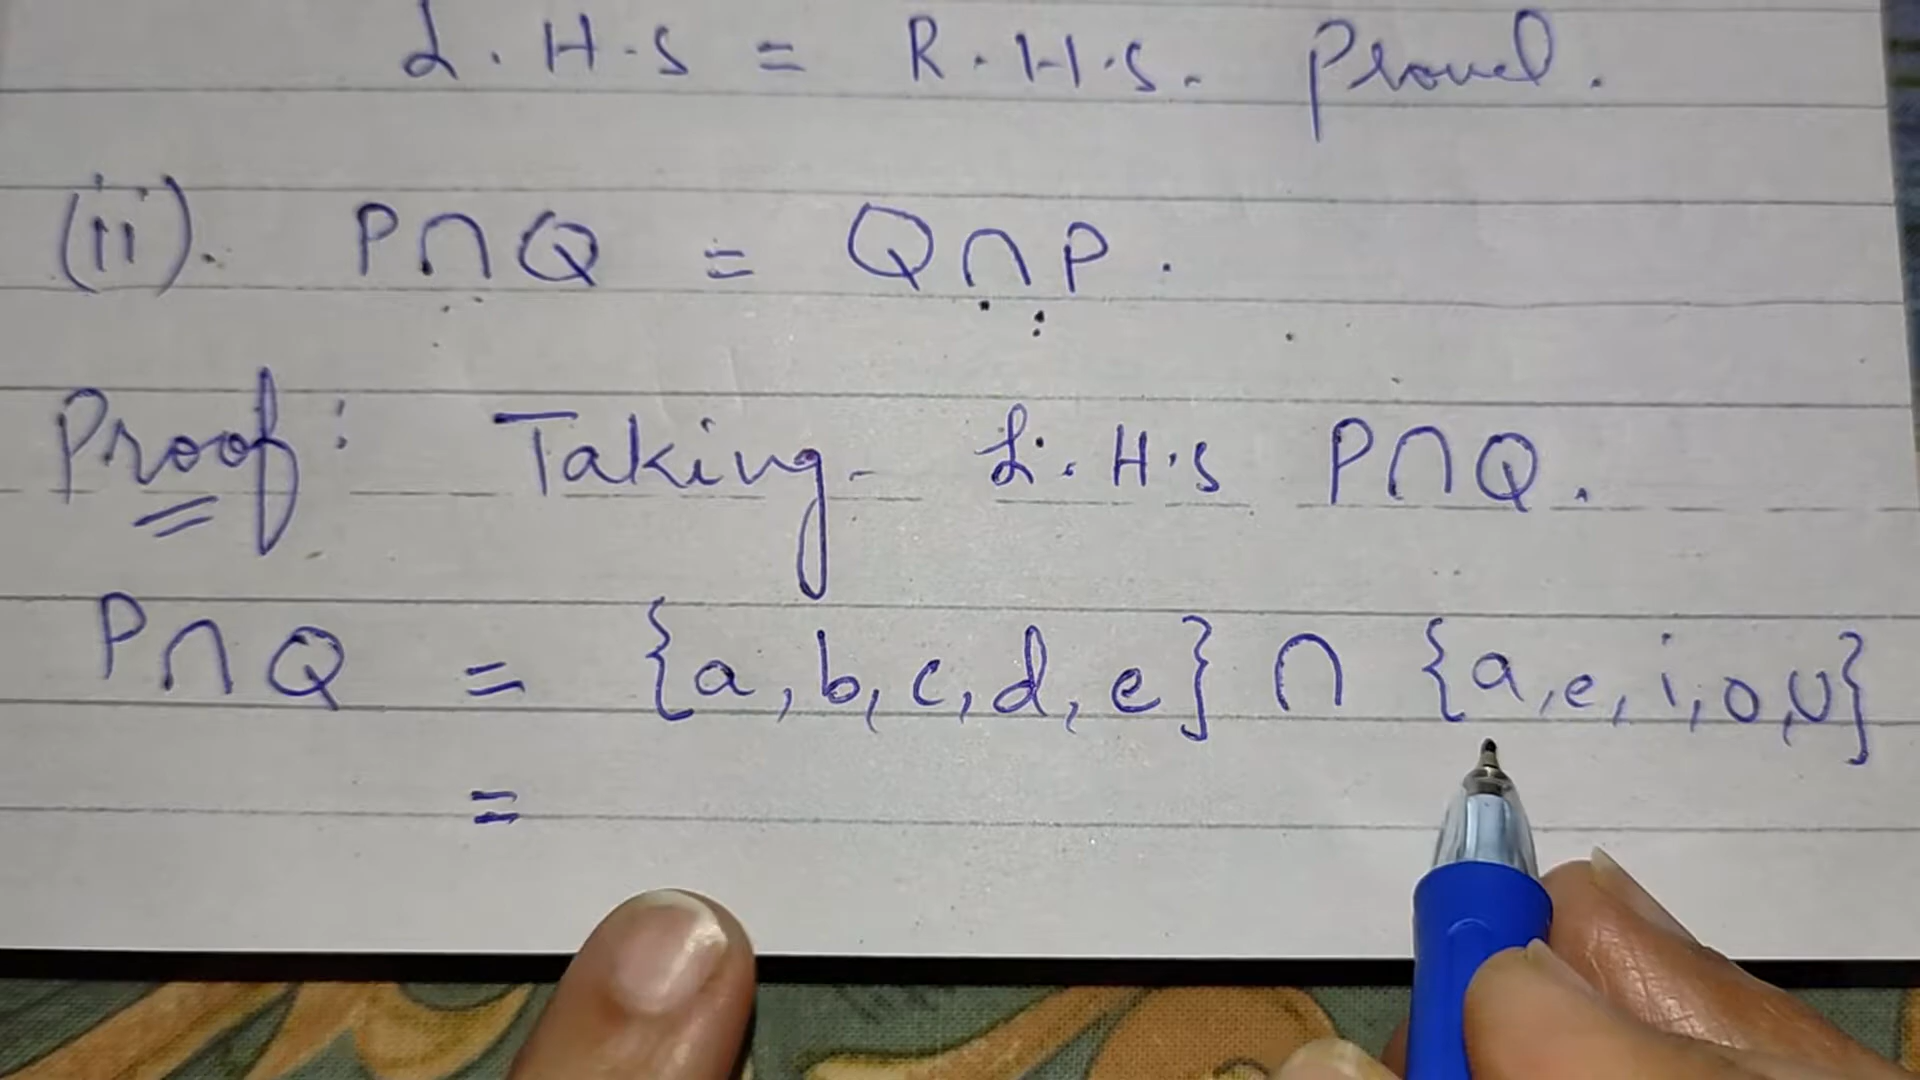 L.H.S = R.H.S. Proved.
(ii). P∩Q = Q∩P.
Proof: Taking L.H.S P∩Q.
P∩Q = {a, b, c, d, e} ∩ {a, e, i, o, u}
=